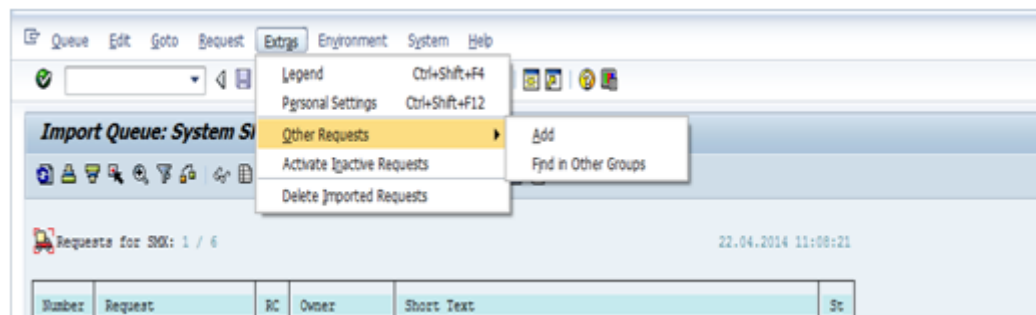 Queue Edit Goto Request Extras Environment System Help
Legend Ctrl+Shift+F4
Personal Settings Ctrl+Shift+F12
Import Queue: System S
Other Requests Add
Activate Inactive Requests Find in Other Groups
Delete Imported Requests
Requests for SMX: 1 / 6 22.04.2014 11:08:21
Number Request RC Owner Short Text St